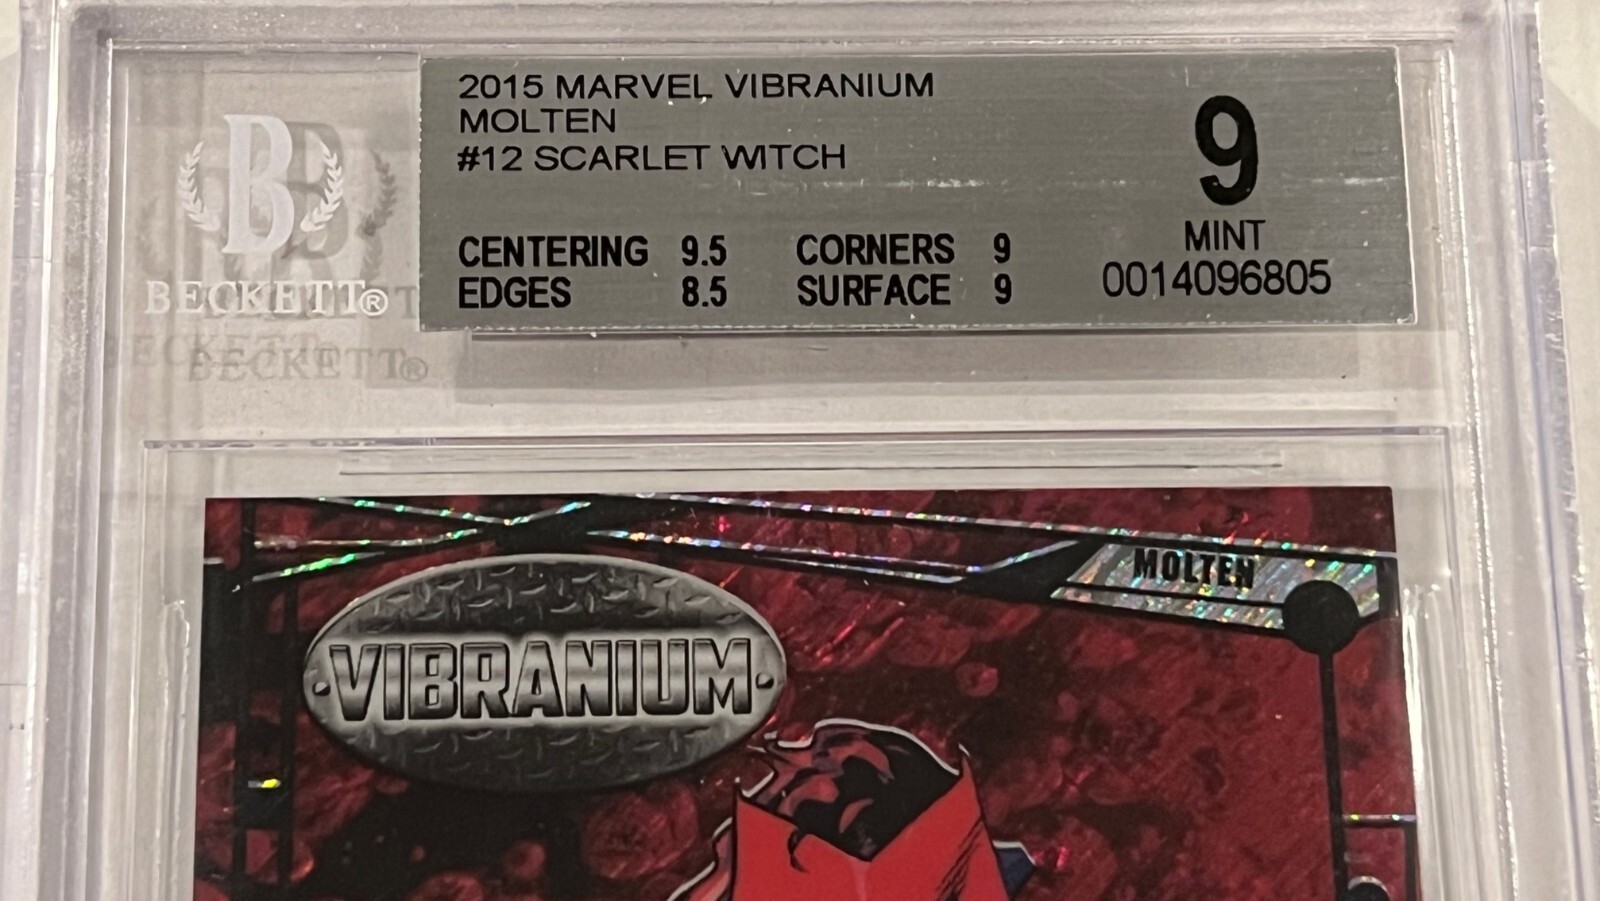 2015 MARVEL VIBRANIUM
MOLTEN
#12 SCARLET WITCH
9
MINT
0014096805
CENTERING 9.5 CORNERS 9
EDGES 8.5 SURFACE 9
B
BECKETT®
BECKETT®
MOLTEN
·VIBRANIUM·